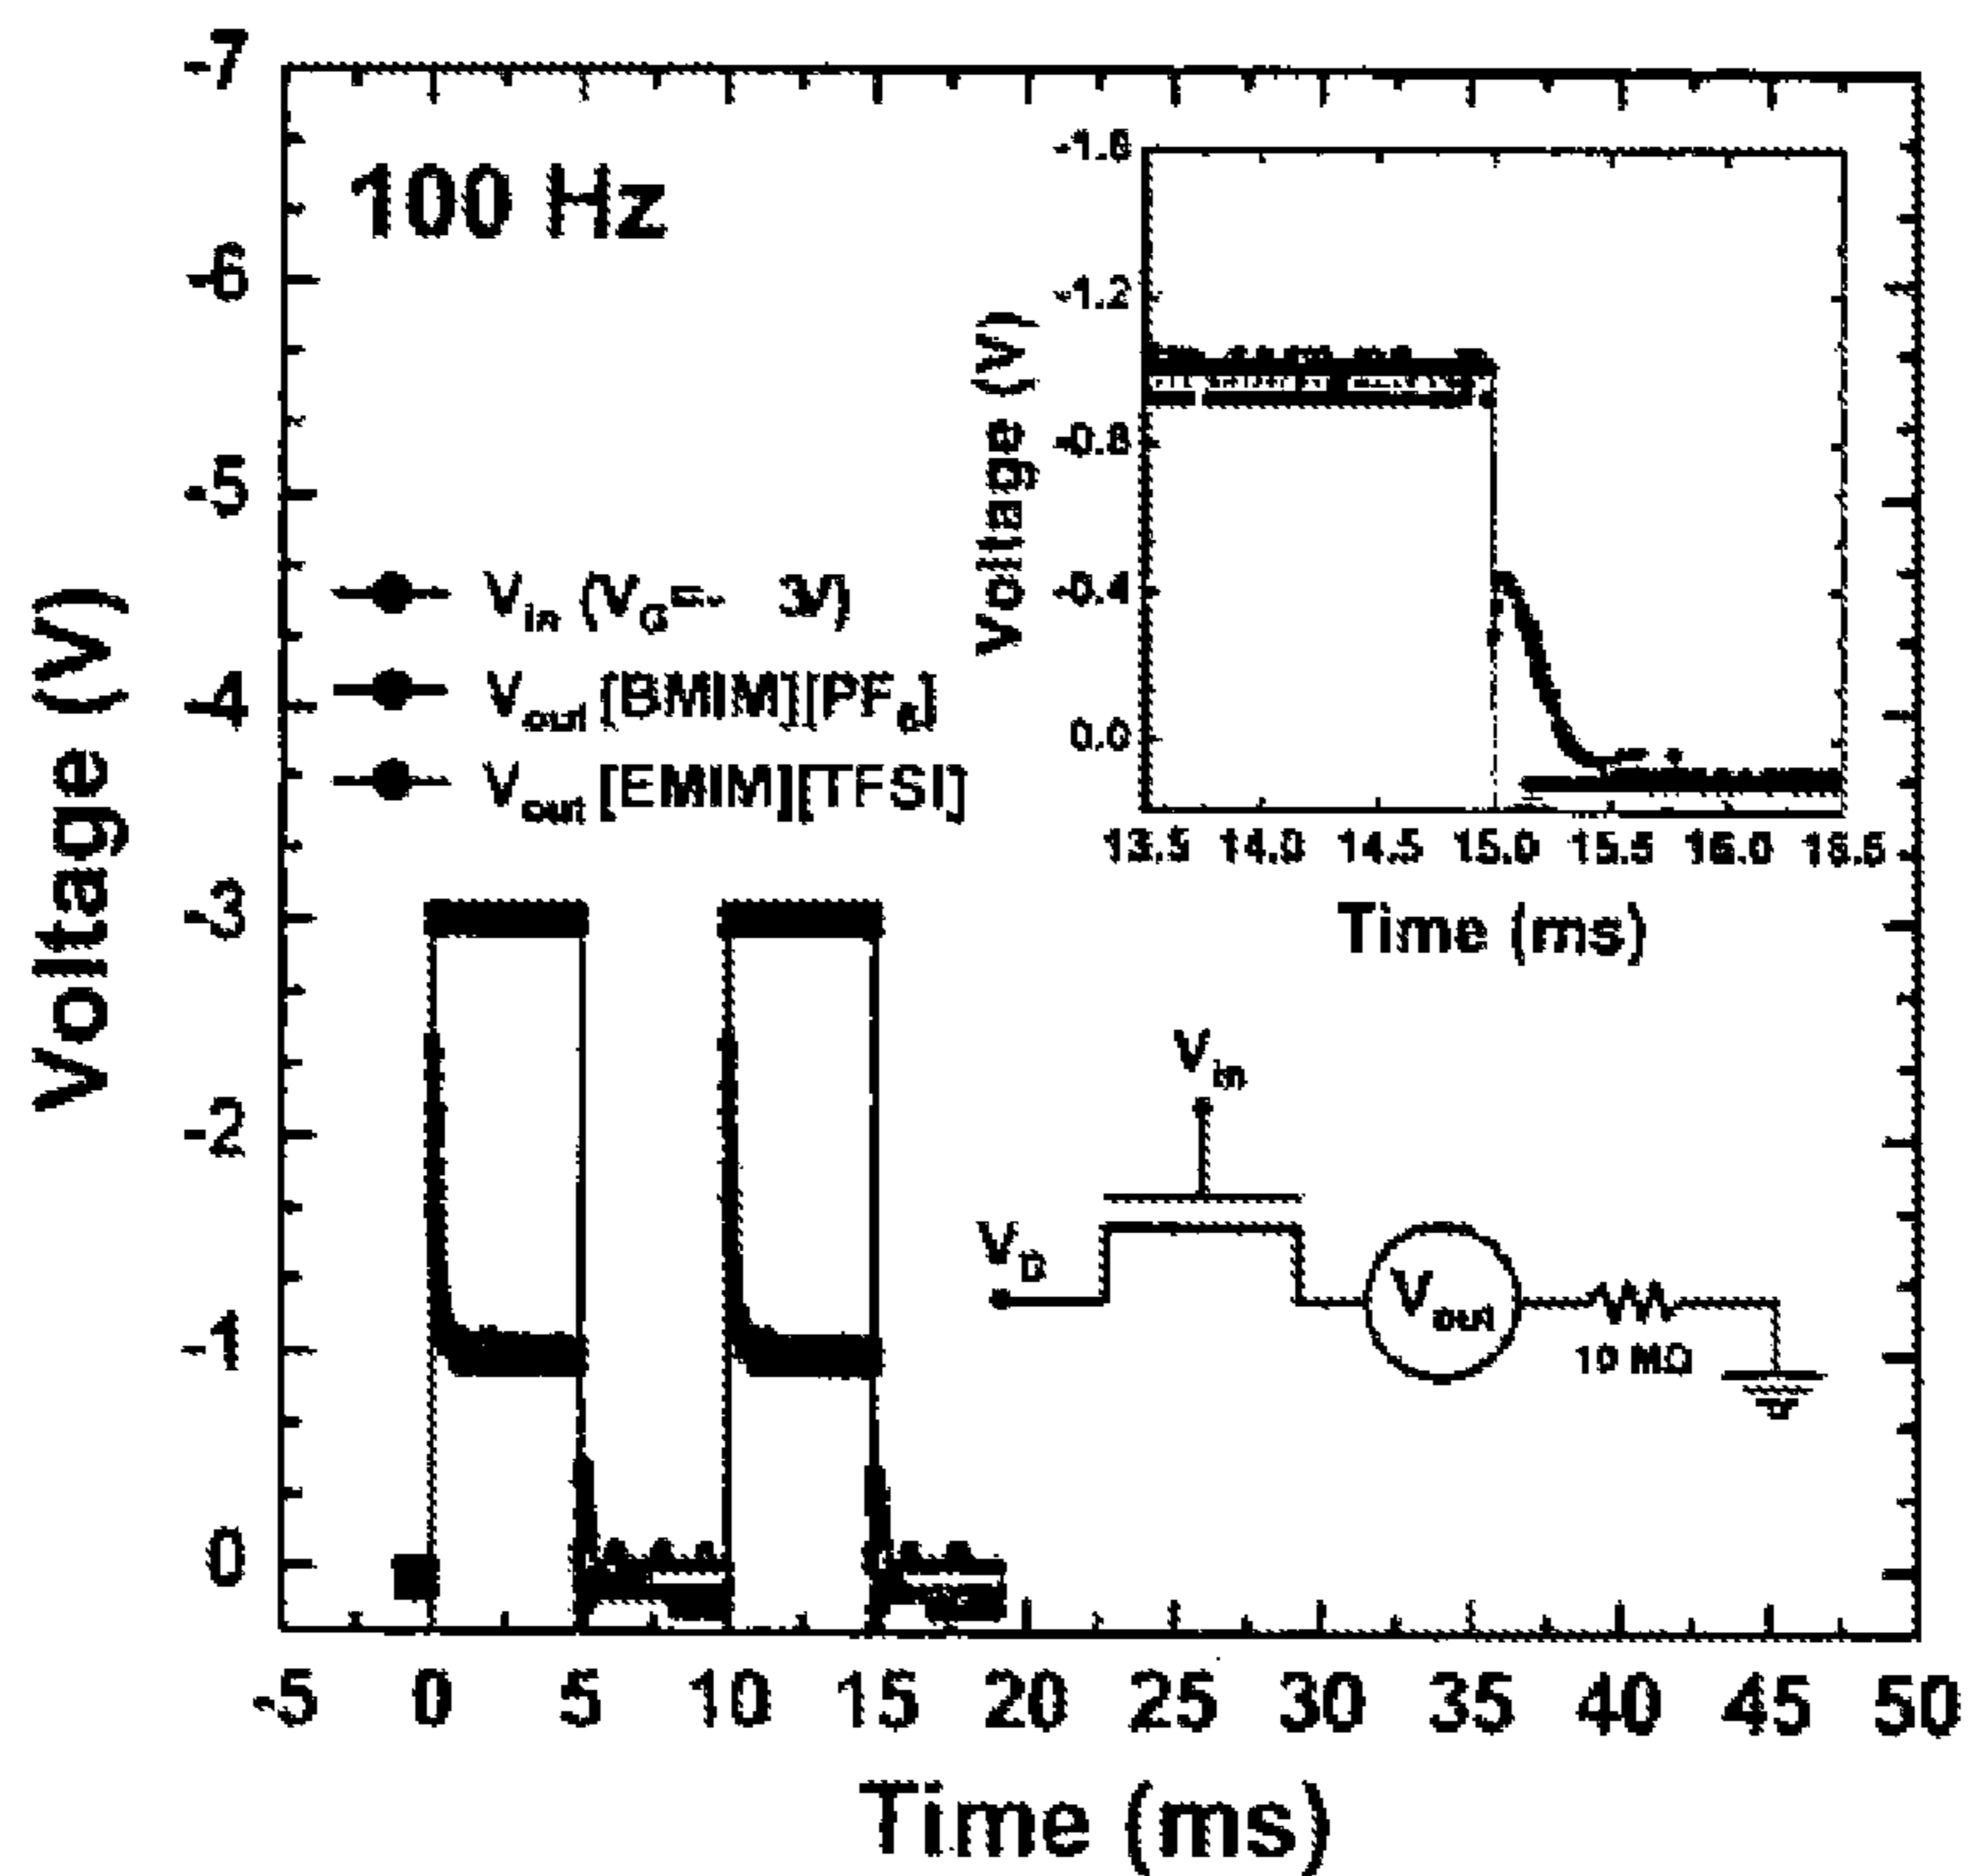 -7
100 Hz
-6
-5
-4
-3
-2
-1
0
Voltage (V)
V_in (V_G = - 3V)
V_out [BMIM][PF6]
V_out [EMIM][TFSI]
-1.2
-0.8
-0.4
0.0
Voltage (V)
13.5 14.0 14.5 15.0 15.5 16.0 16.5
Time (ms)
V_in
V_D
V_out
10 MΩ
-5 0 5 10 15 20 25 30 35 40 45 50
Time (ms)